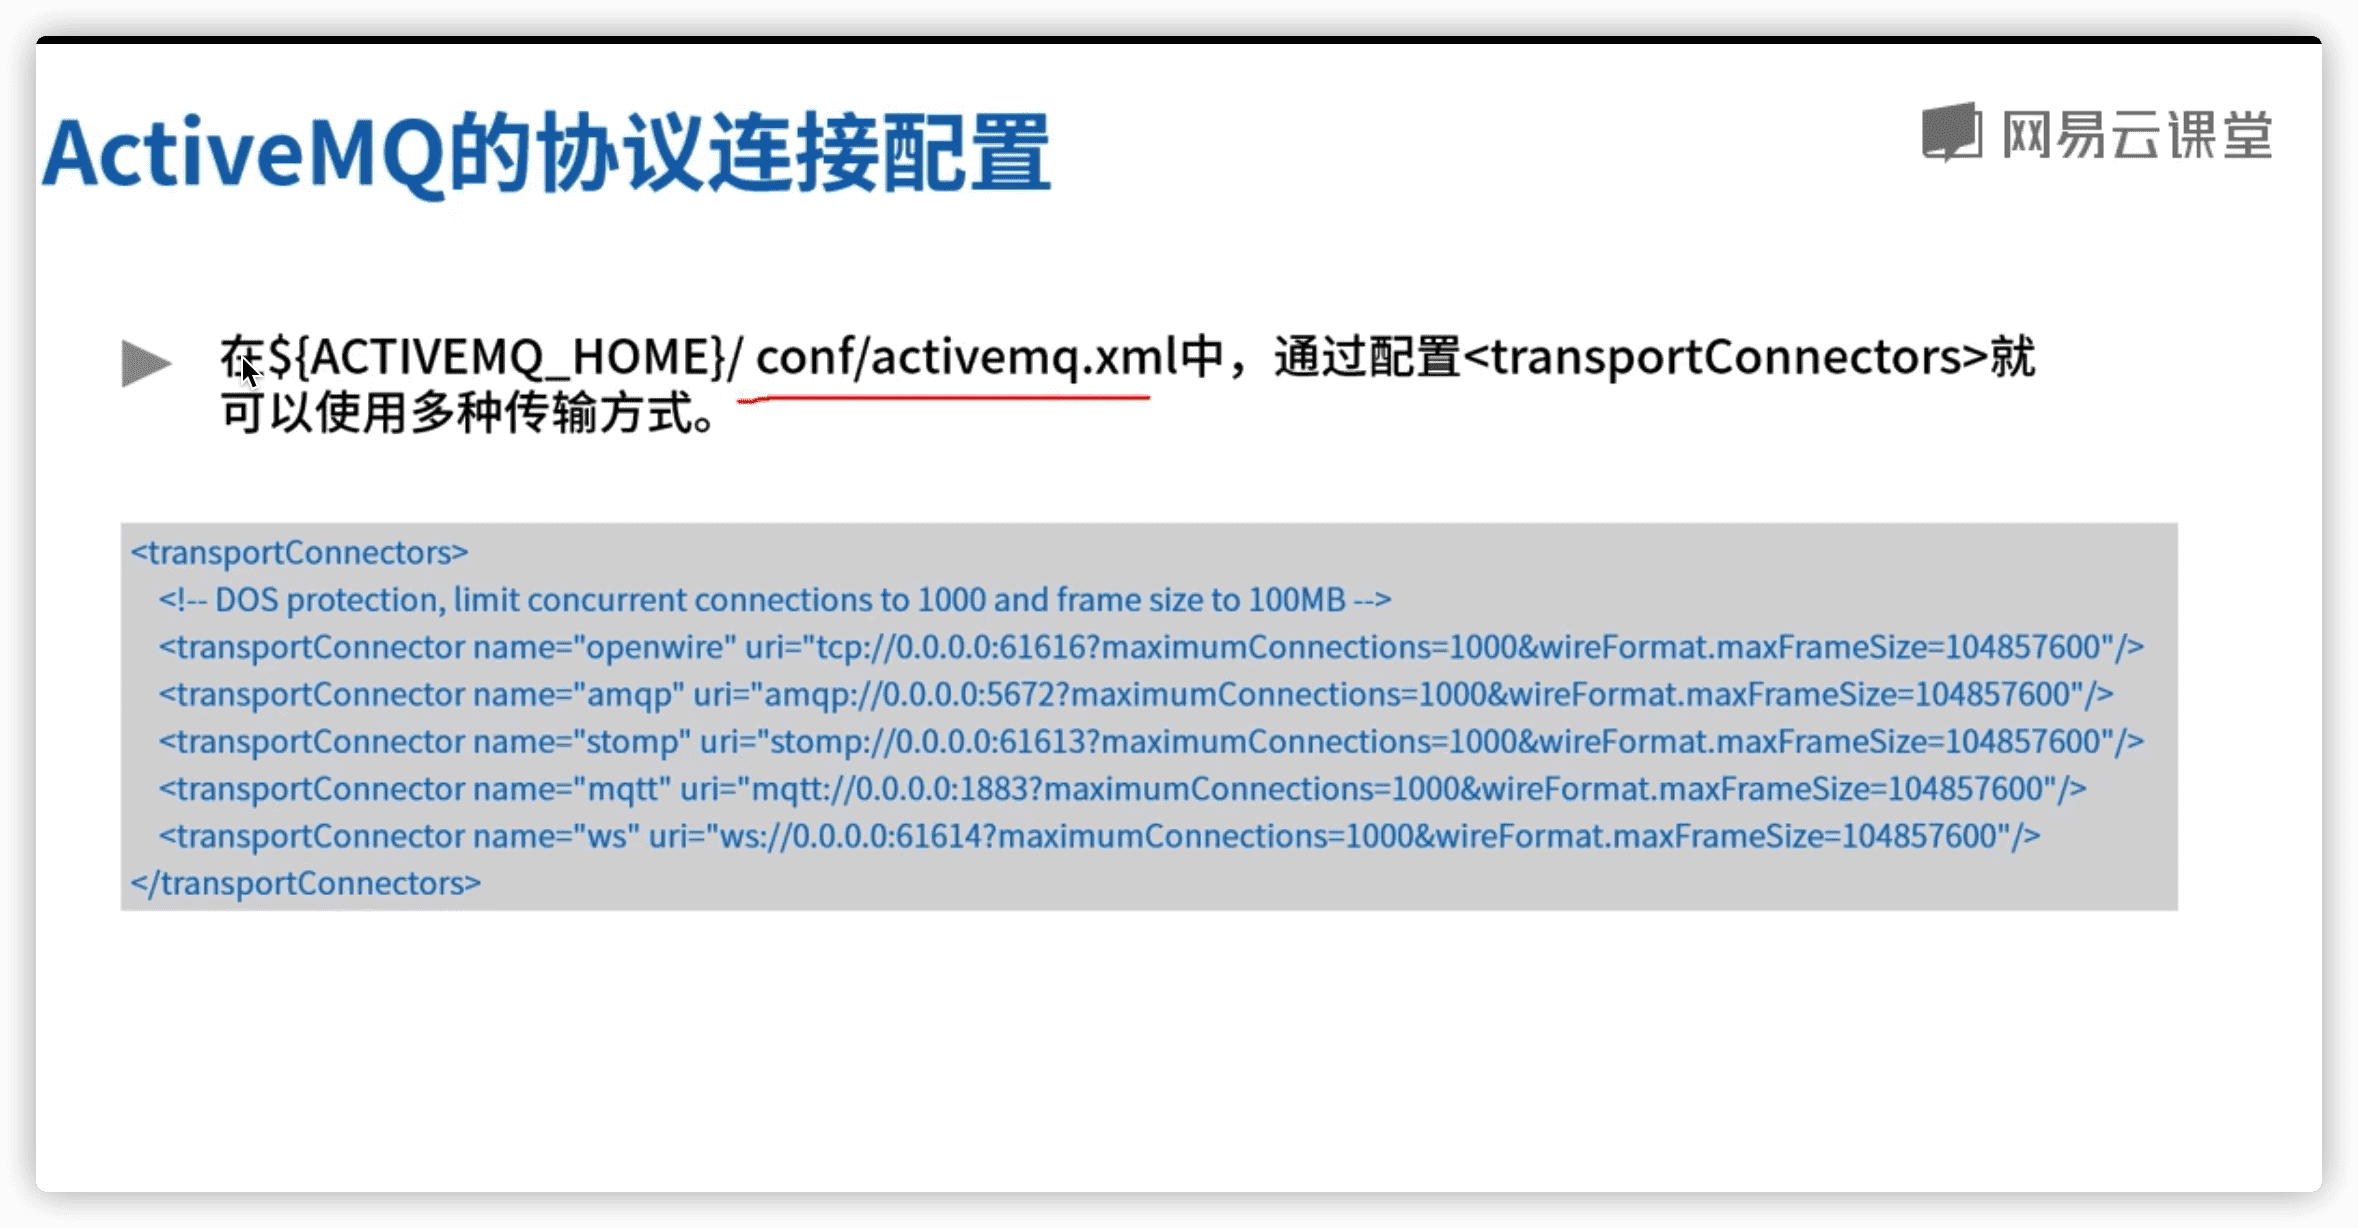 ActiveMQ的协议连接配置
网易云课堂
在${ACTIVEMQ_HOME}/ conf/activemq.xml中，通过配置<transportConnectors>就
可以使用多种传输方式。
<transportConnectors>
<!-- DOS protection, limit concurrent connections to 1000 and frame size to 100MB -->
<transportConnector name="openwire" uri="tcp://0.0.0.0:61616?maximumConnections=1000&wireFormat.maxFrameSize=104857600"/>
<transportConnector name="amqp" uri="amqp://0.0.0.0:5672?maximumConnections=1000&wireFormat.maxFrameSize=104857600"/>
<transportConnector name="stomp" uri="stomp://0.0.0.0:61613?maximumConnections=1000&wireFormat.maxFrameSize=104857600"/>
<transportConnector name="mqtt" uri="mqtt://0.0.0.0:1883?maximumConnections=1000&wireFormat.maxFrameSize=104857600"/>
<transportConnector name="ws" uri="ws://0.0.0.0:61614?maximumConnections=1000&wireFormat.maxFrameSize=104857600"/>
</transportConnectors>